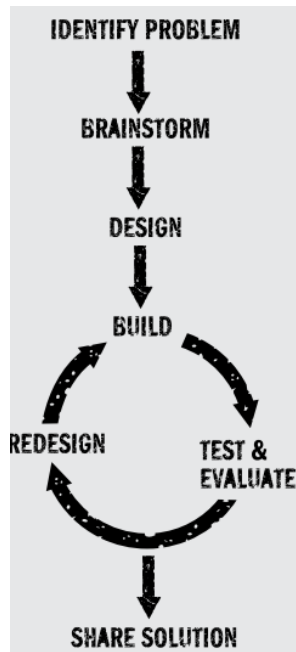 IDENTIFY PROBLEM
BRAINSTORM
DESIGN
BUILD
REDESIGN
TEST &
EVALUATE
SHARE SOLUTION